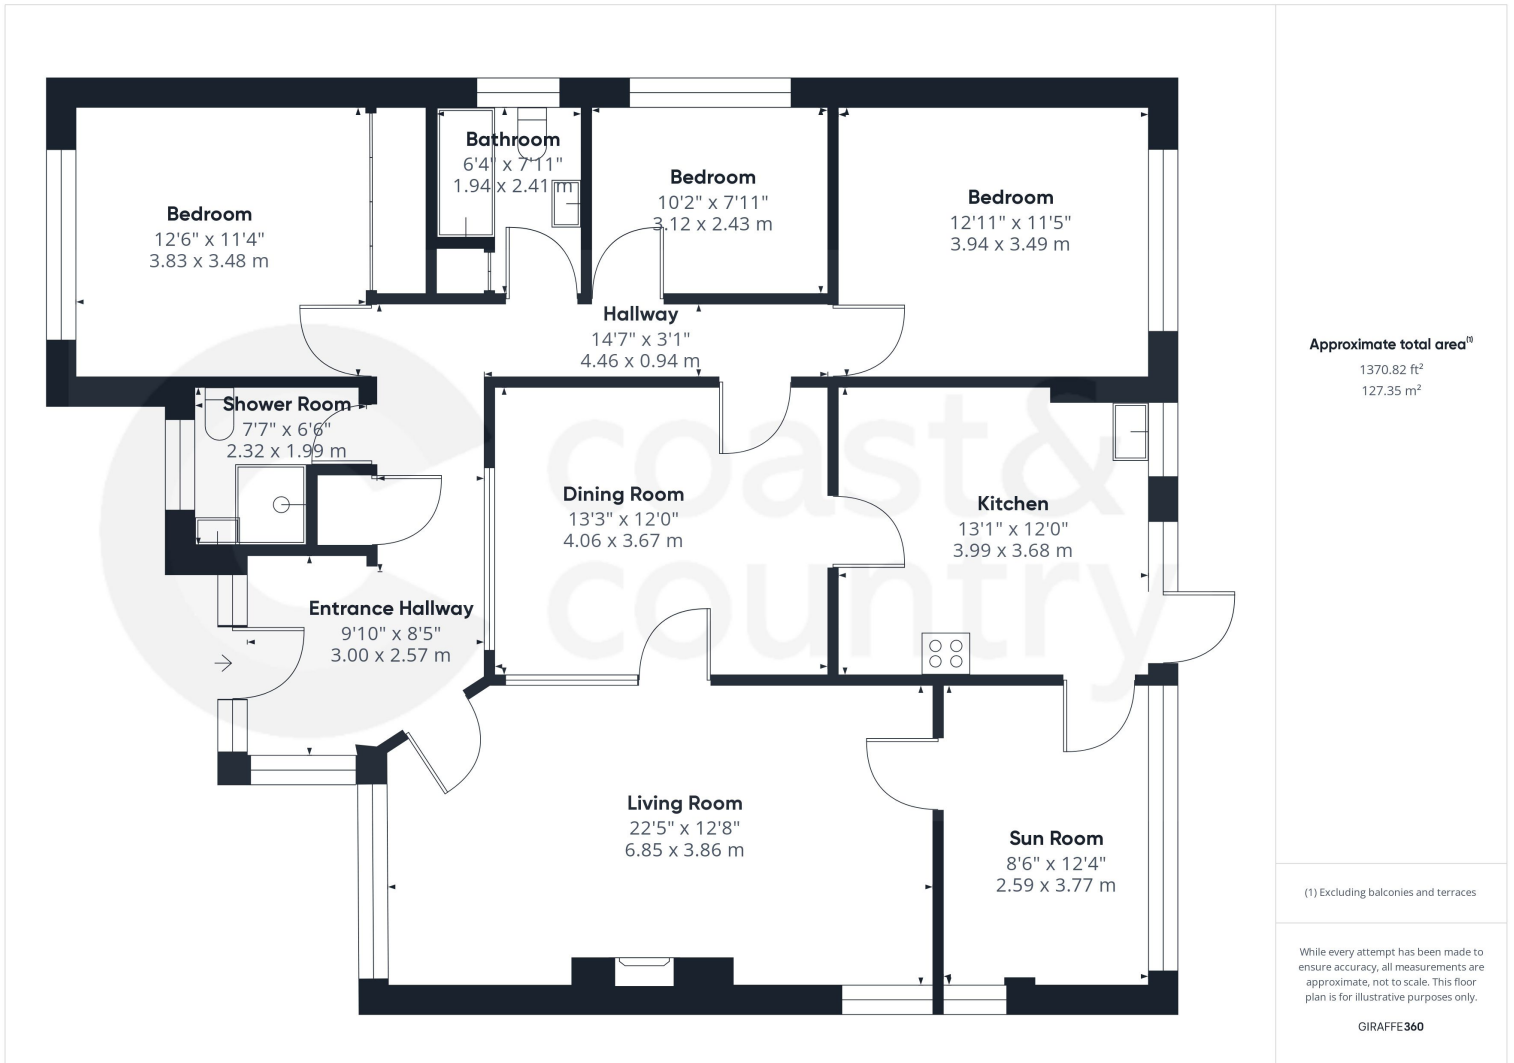 Bedroom
12'6" x 11'4"
3.83 x 3.48 m
Bathroom
6'4" x 7'11"
1.94 x 2.41 m
Bedroom
10'2" x 7'11"
3.12 x 2.43 m
Bedroom
12'11" x 11'5"
3.94 x 3.49 m
Hallway
14'7" x 3'1"
4.46 x 0.94 m
Shower Room
7'7" x 6'6"
2.32 x 1.99 m
Dining Room
13'3" x 12'0"
4.06 x 3.67 m
Kitchen
13'1" x 12'0"
3.99 x 3.68 m
Entrance Hallway
9'10" x 8'5"
3.00 x 2.57 m
Living Room
22'5" x 12'8"
6.85 x 3.86 m
Sun Room
8'6" x 12'4"
2.59 x 3.77 m
coast&
country
Approximate total area(1)
1370.82 ft²
127.35 m²
(1) Excluding balconies and terraces
While every attempt has been made to
ensure accuracy, all measurements are
approximate, not to scale. This floor
plan is for illustrative purposes only.
GIRAFFE360